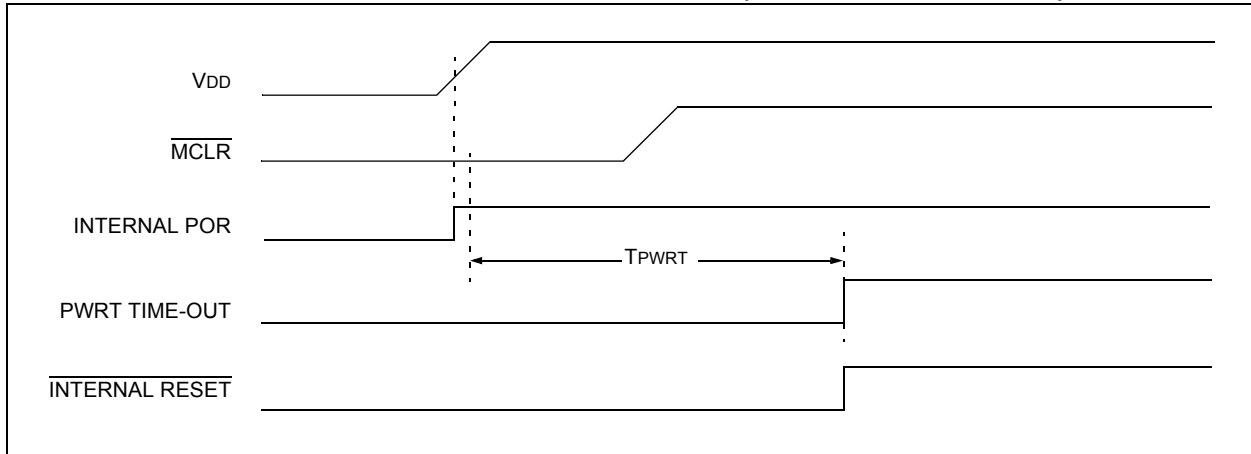 VDD
MCLR
INTERNAL POR
TPWRT
PWRT TIME-OUT
INTERNAL RESET